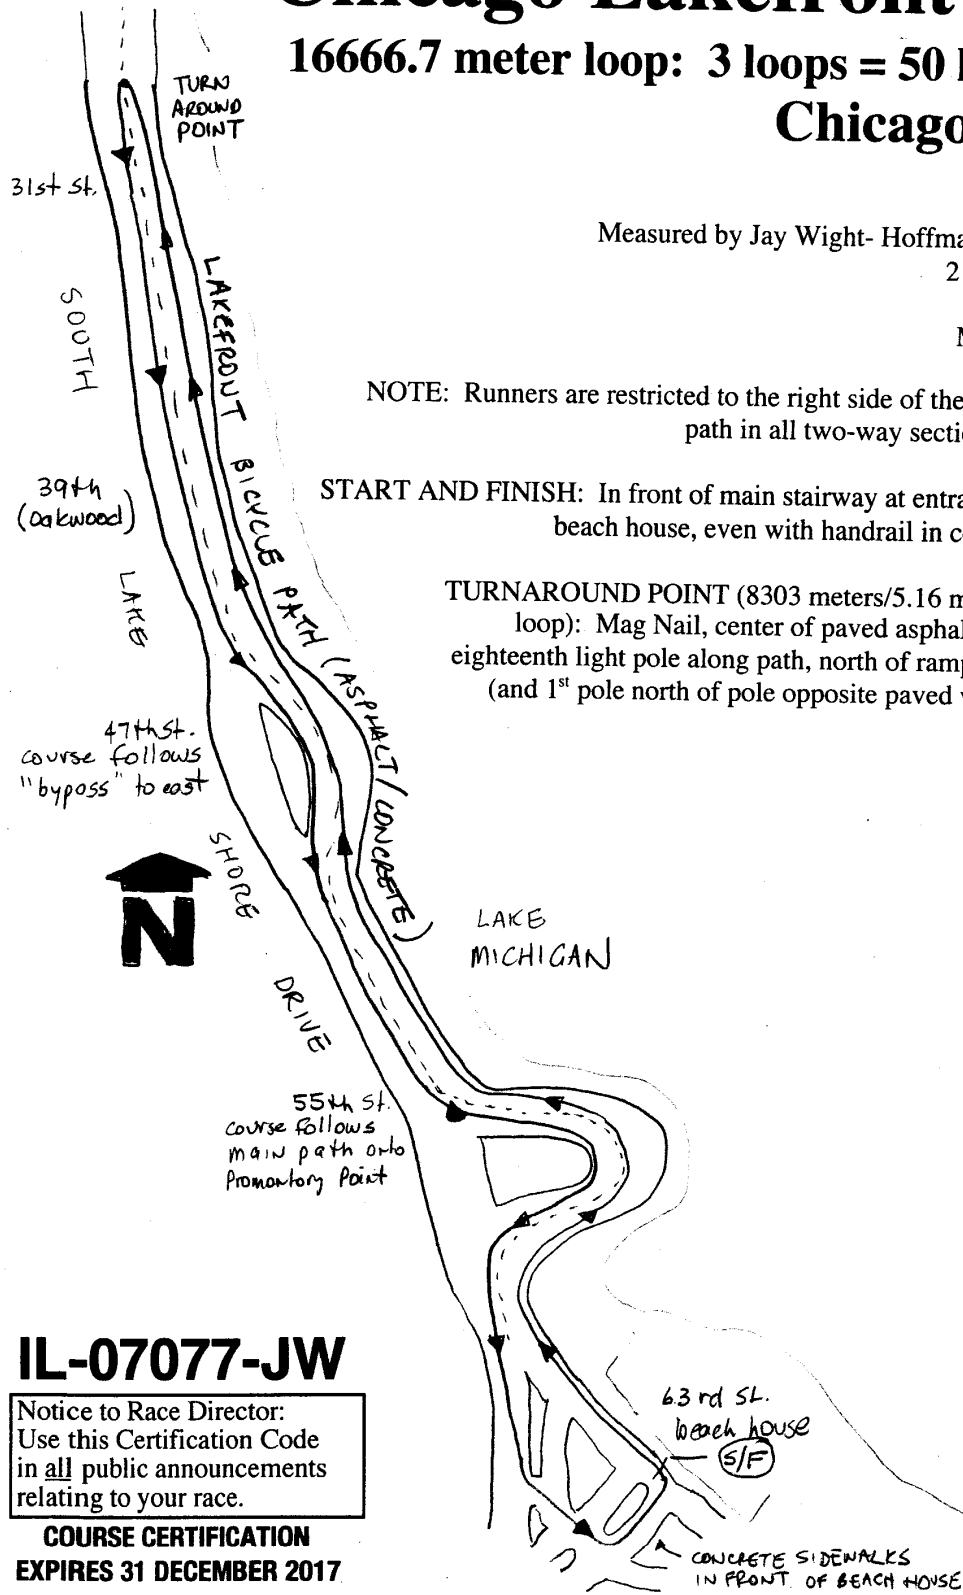 Chicago Lakefront
16666.7 meter loop: 3 loops = 50
Chicago
TURN
AROUND
POINT
31st St.
Measured by Jay Wight- Hoffma
2
NOTE: Runners are restricted to the right side of the
path in all two-way secti
START AND FINISH: In front of main stairway at entra
beach house, even with handrail in c
TURNAROUND POINT (8303 meters/5.16 m
loop): Mag Nail, center of paved asphal
eighteenth light pole along path, north of ramp
(and 1st pole north of pole opposite paved
SOUTH
LAKE
SHORE
DRIVE
LAKEFRONT BICYCLE PATH (ASPHALT/CONCRETE)
39th
(Oakwood)
47th St.
course follows
"byposs" to east
N
LAKE
MICHIGAN
55th St.
course follows
main path onto
Promontory Point
IL-07077-JW
Notice to Race Director:
Use this Certification Code
in all public announcements
relating to your race.
COURSE CERTIFICATION
EXPIRES 31 DECEMBER 2017
63rd St.
beach house
S/F
CONCRETE SIDEWALKS
IN FRONT OF BEACH HOUSE